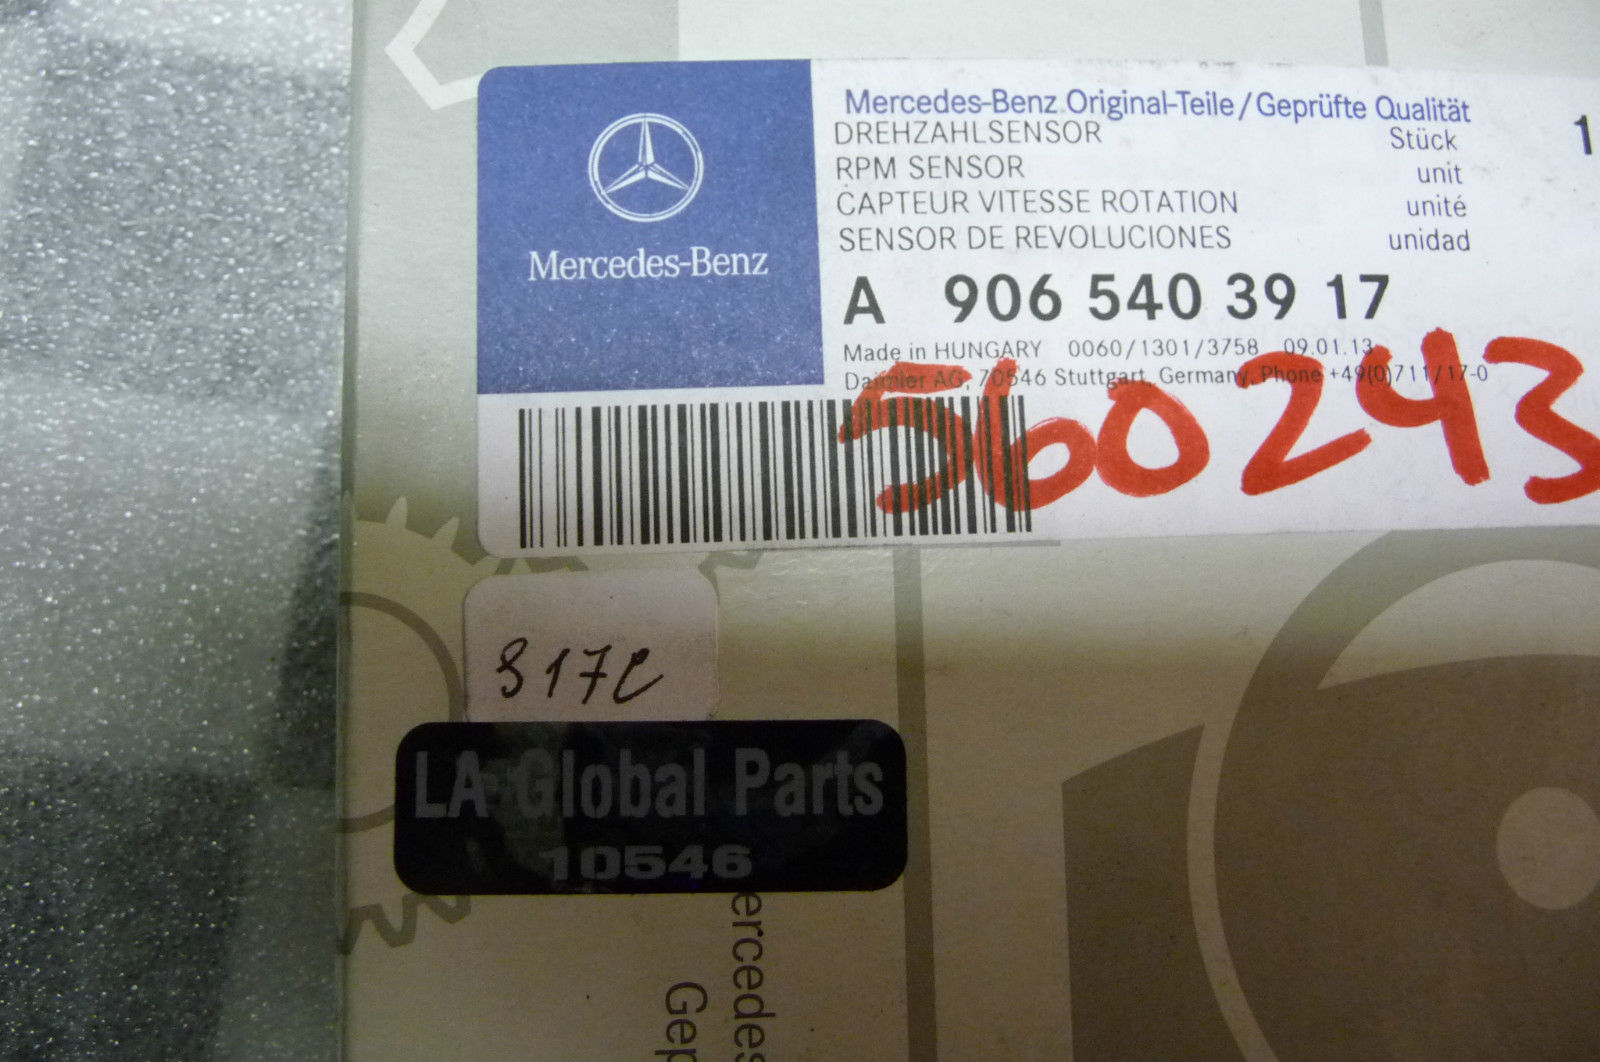 Mercedes-Benz
Mercedes-Benz Original-Teile/Geprüfte Qualität
DREHZAHLSENSOR Stück 1
RPM SENSOR unit
CAPTEUR VITESSE ROTATION unité
SENSOR DE REVOLUCIONES unidad
A 906 540 39 17
Made in HUNGARY 0060/1301/3758 09.01.13
Daimler AG, 70546 Stuttgart, Germany, Phone +49(0)711/17-0
560243
LA Global Parts
10546
ercedes
Gep